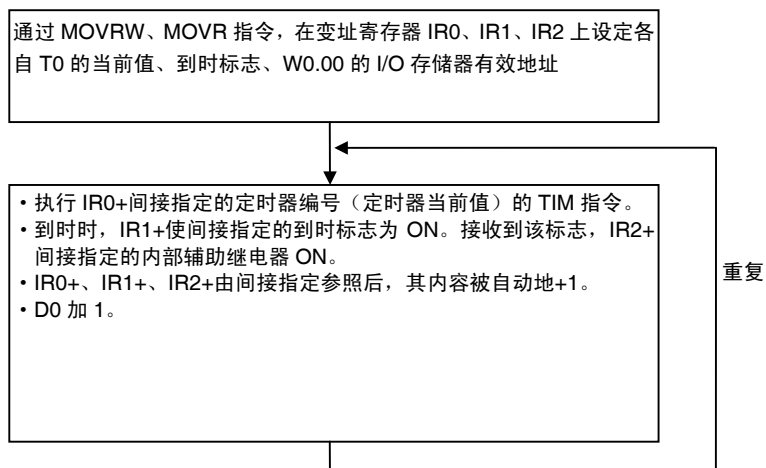 通过 MOVRW、MOVR 指令，在变址寄存器 IR0、IR1、IR2 上设定各
自 T0 的当前值、到时标志、W0.00 的 I/O 存储器有效地址
・执行 IR0+间接指定的定时器编号（定时器当前值）的 TIM 指令。
・到时时，IR1+使间接指定的到时标志为 ON。接收到该标志，IR2+
间接指定的内部辅助继电器 ON。
・IR0+、IR1+、IR2+由间接指定参照后，其内容被自动地+1。
・D0 加 1。
重复